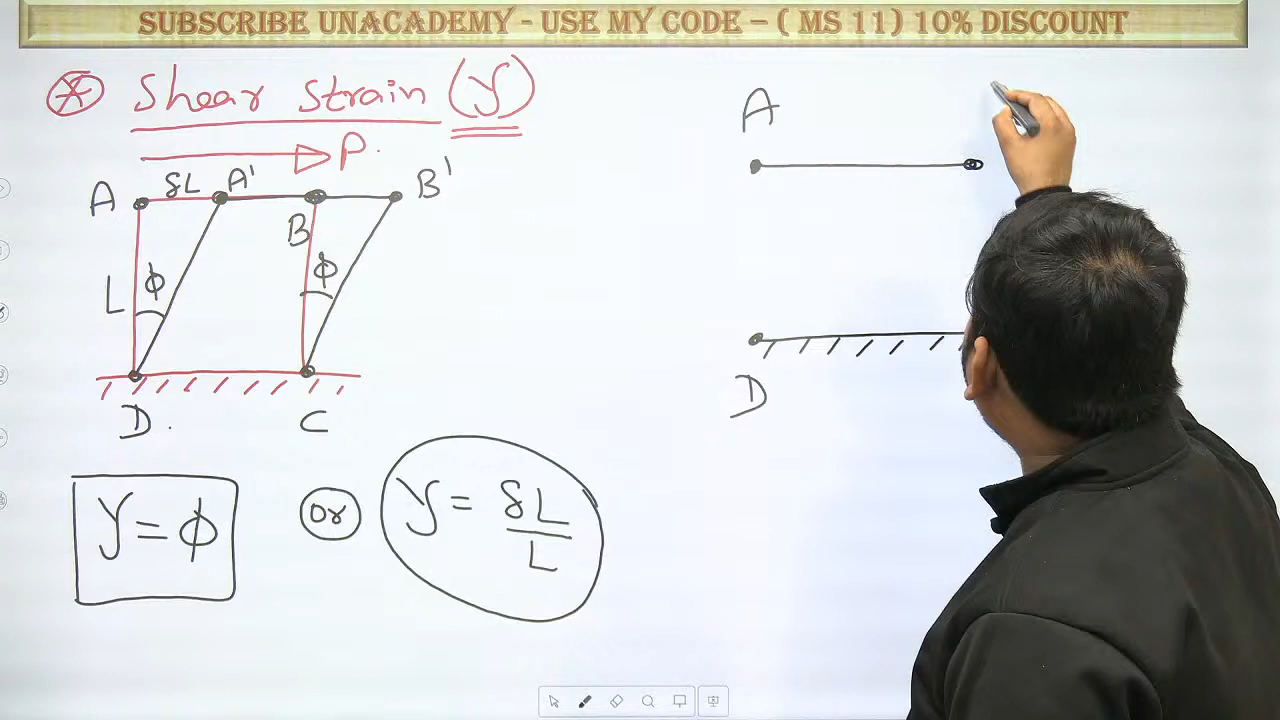 SUBSCRIBE UNACADEMY - USE MY CODE – ( MS 11) 10% DISCOUNT
Shear Strain (γ)
P.
A δL A' B B'
L ϕ ϕ
D. C
γ = ϕ or γ = δL / L
A
D